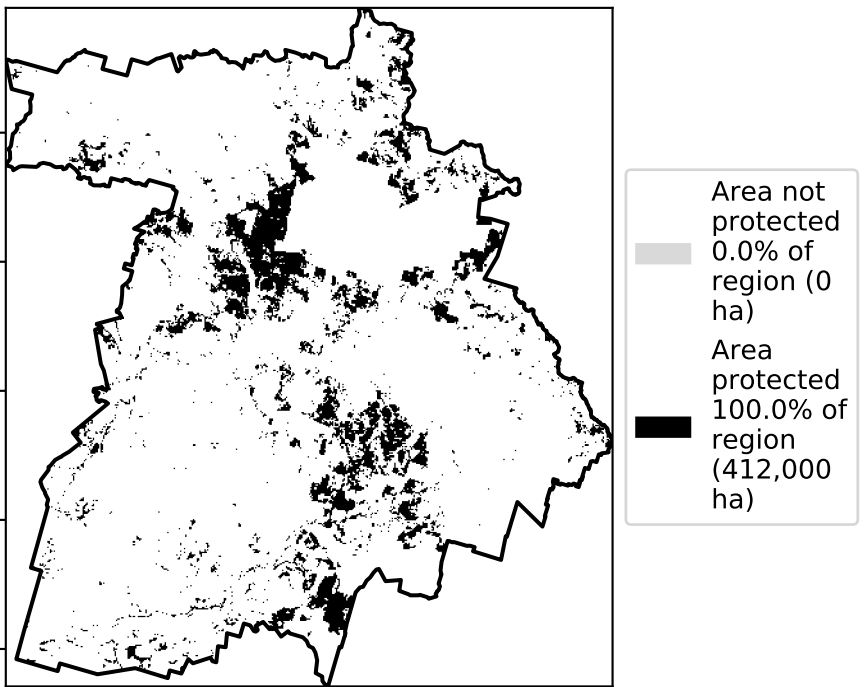 Area not
protected
0.0% of
region (0
ha)
Area
protected
100.0% of
region
(412,000
ha)